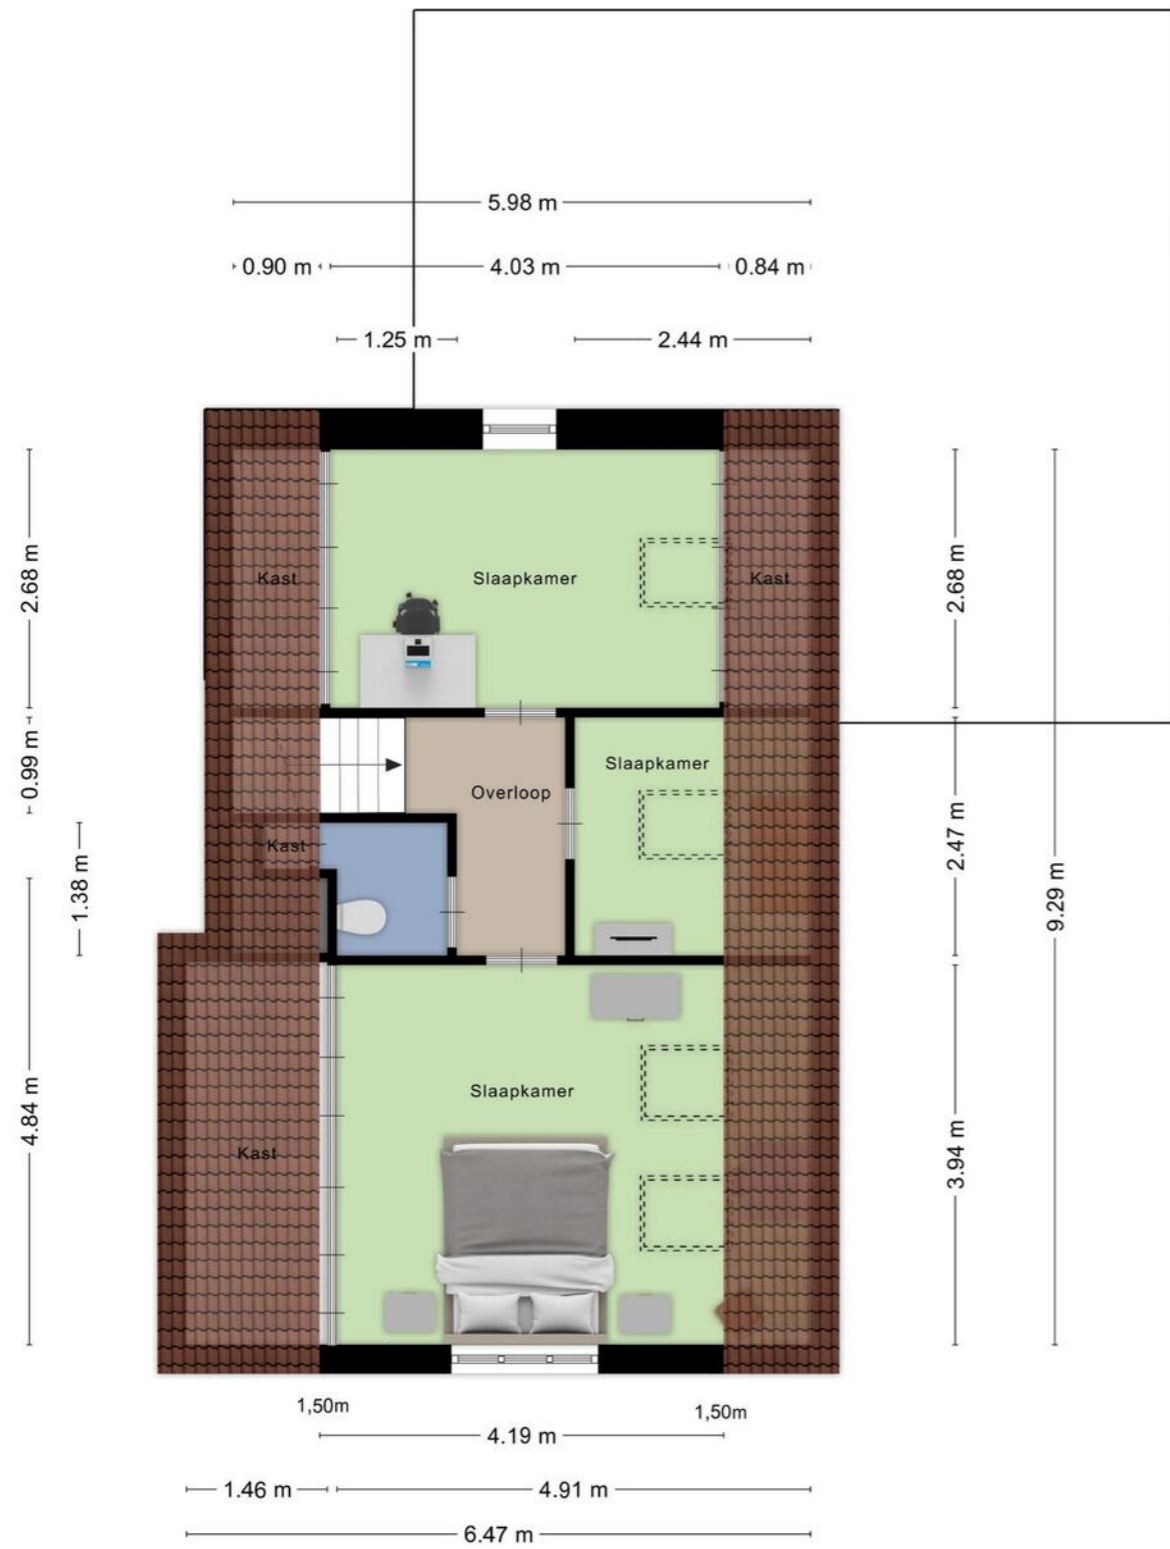 5.98 m
0.90 m
4.03 m
0.84 m
1.25 m
2.44 m
2.68 m
Kast
Slaapkamer
Kast
2.68 m
0.99 m
Slaapkamer
Overloop
2.47 m
Kast
1.38 m
9.29 m
Slaapkamer
4.84 m
Kast
3.94 m
1,50m
1,50m
4.19 m
1.46 m
4.91 m
6.47 m